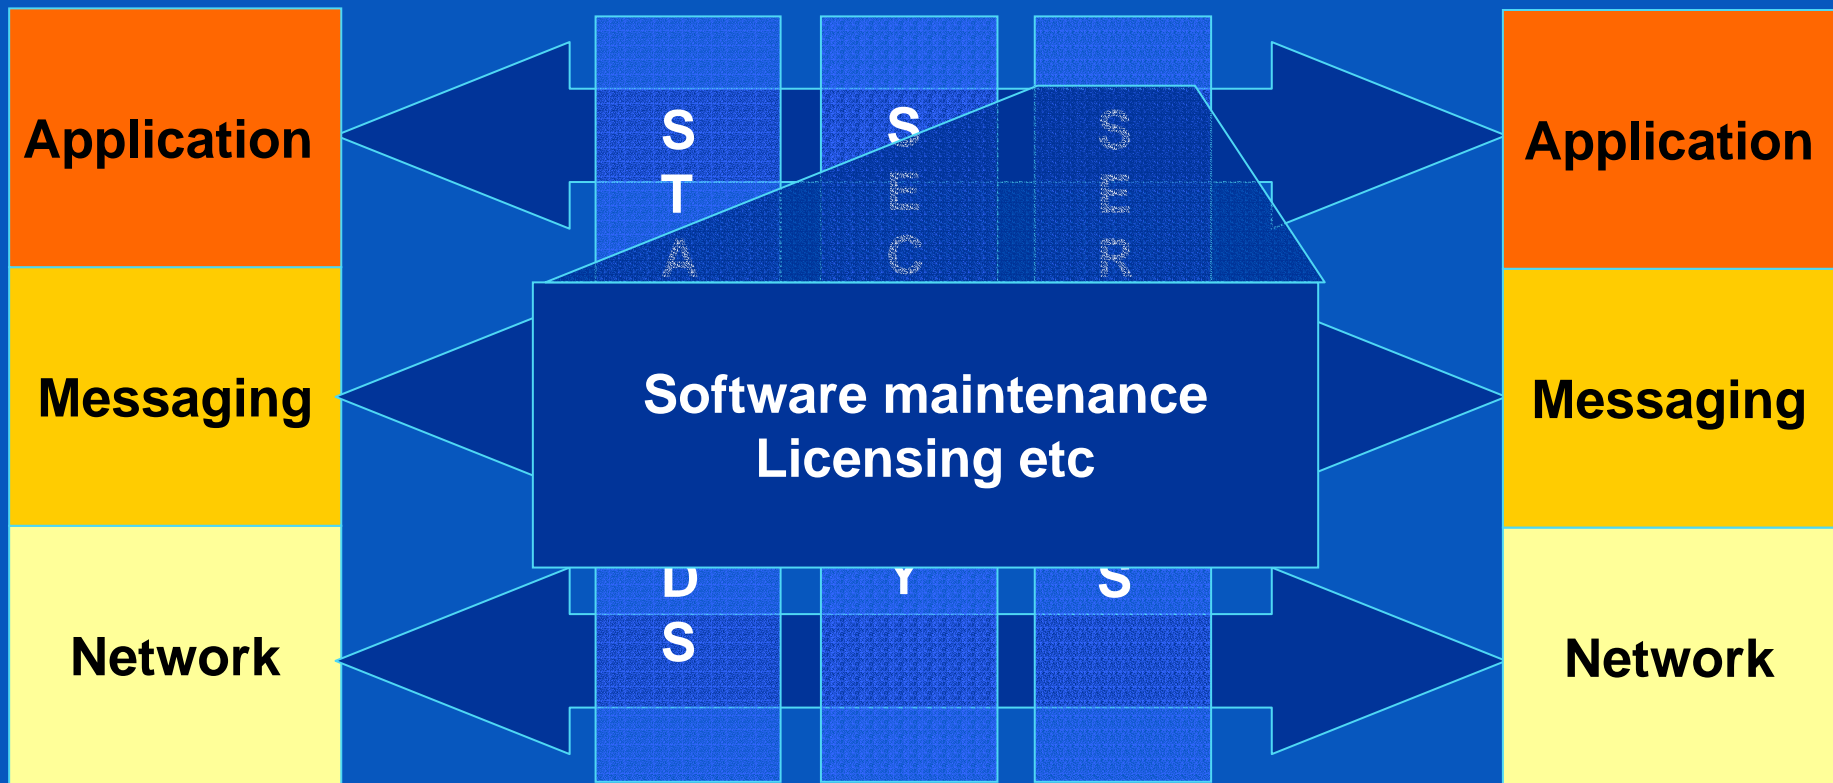 Application
Messaging
Network
S
T
A
D
S
S
E
C
Y
S
E
R
S
Software maintenance
Licensing etc
Application
Messaging
Network